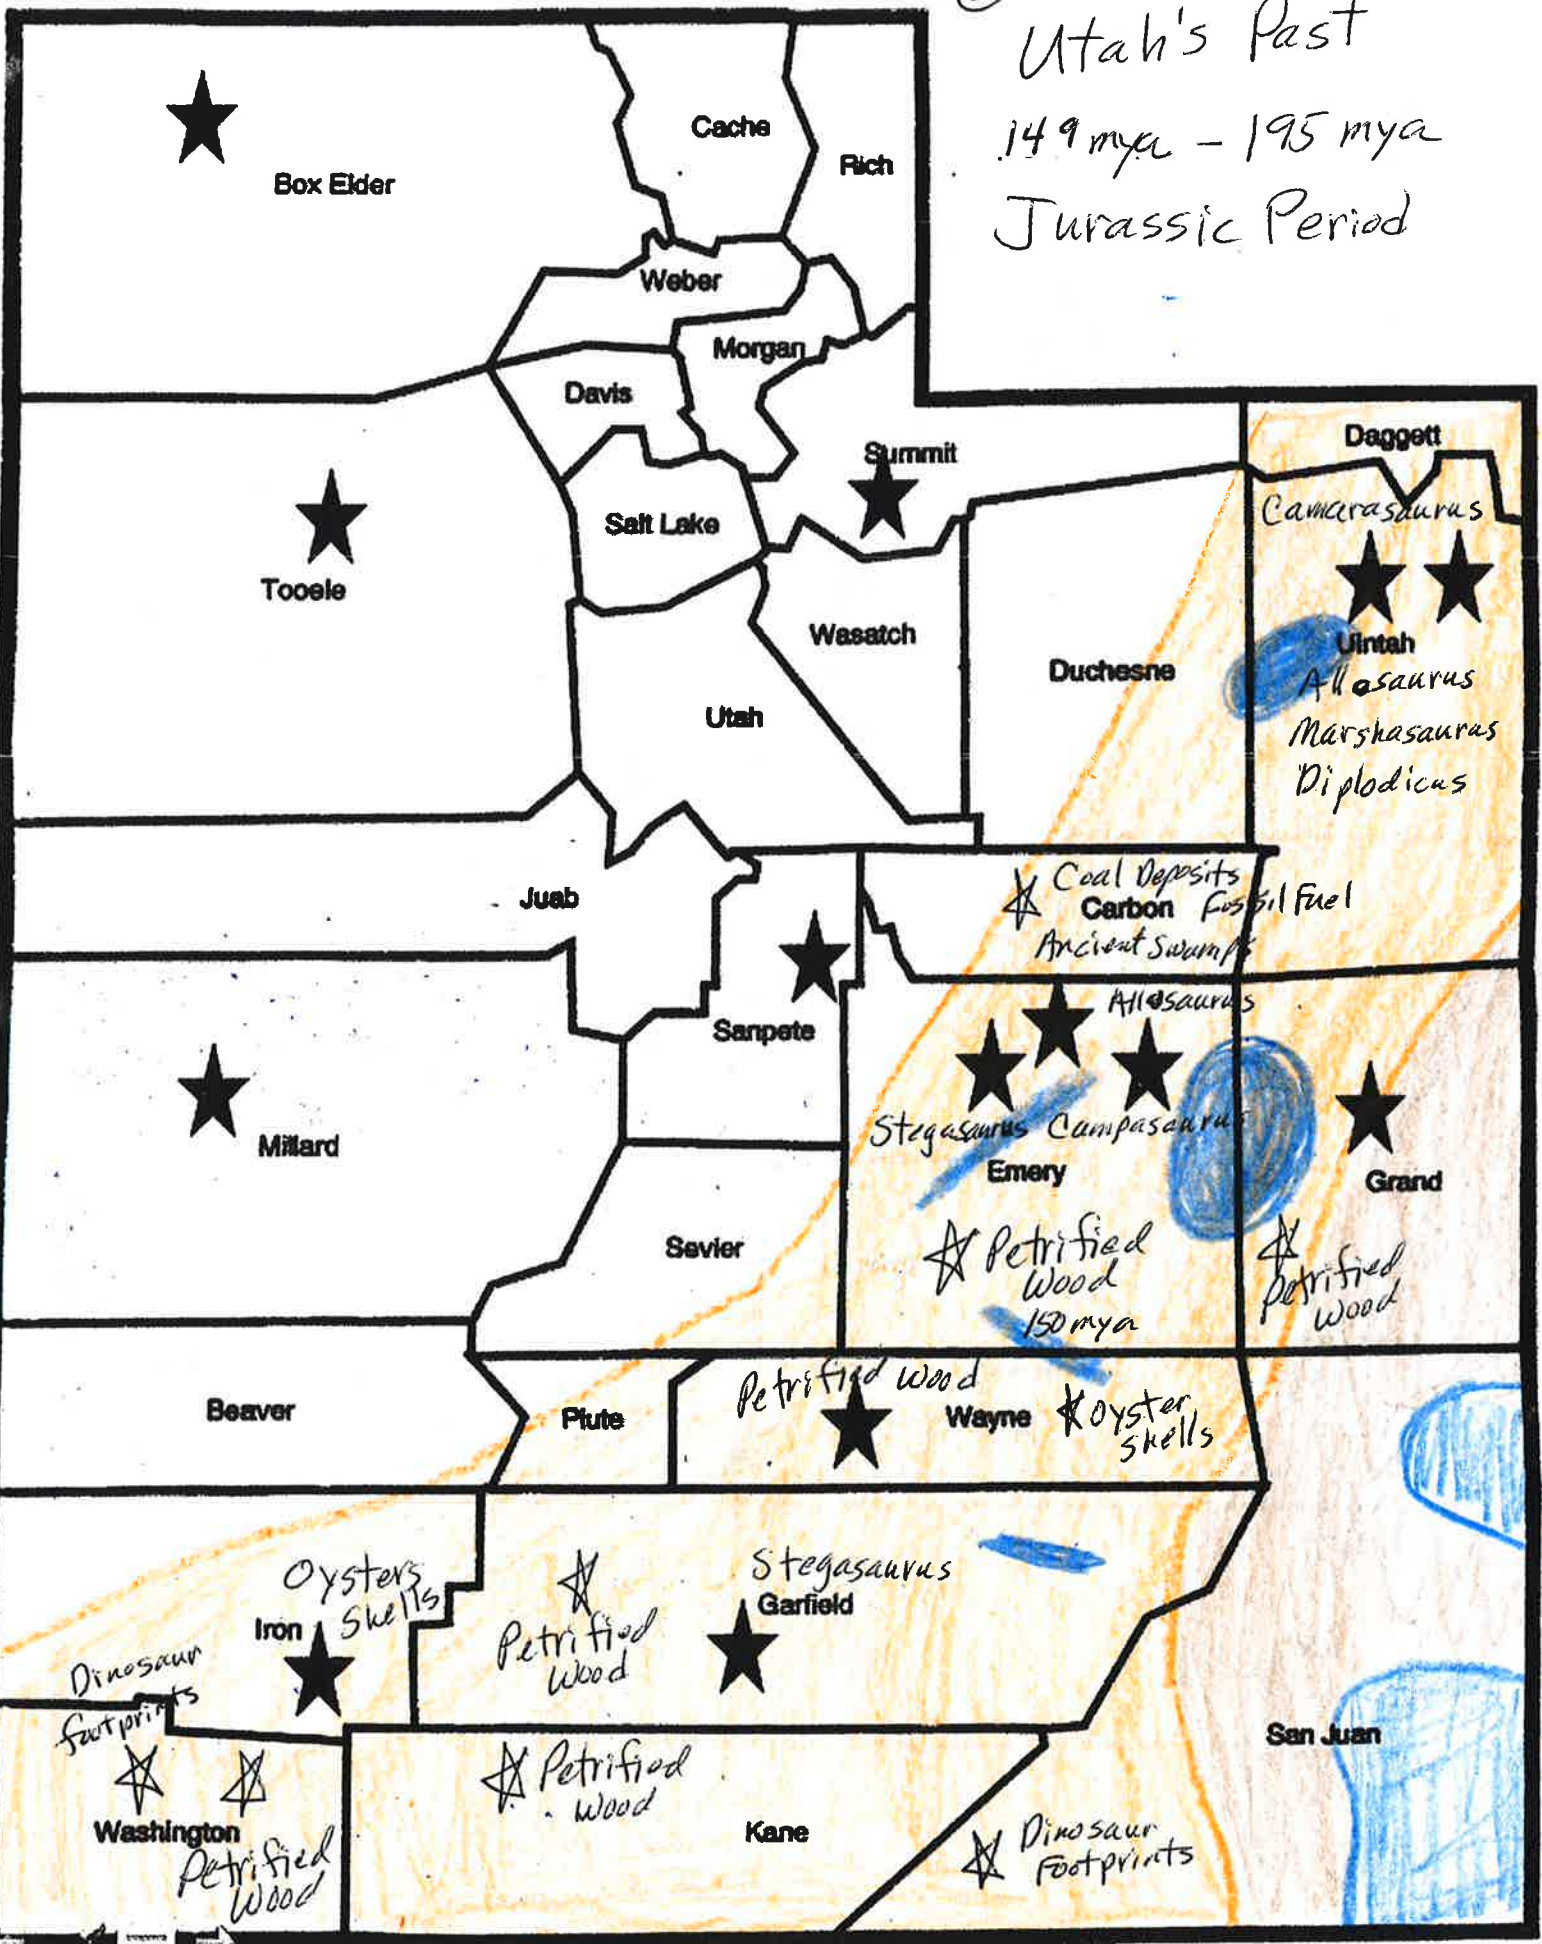 Utah's Past
149 mya - 195 mya
Jurassic Period
Cache
Rich
Box Elder
Weber
Morgan
Davis
Summit
Daggett
Salt Lake
Camarasaurus
Tooele
Wasatch
Uintah
Duchesne
Allosaurus
Utah
Marshasaurus
Diplodicus
Juab
Coal Deposits
Carbon Fossil Fuel
Ancient Swamps
Allosaurus
Sanpete
Stegasaurus Campasaurus
Millard
Emery
Grand
Sevier
Petrified
Wood
150 mya
Petrified
Wood
Beaver
Piute
Petrified Wood
Wayne
Oyster
Shells
Oysters
Shells
Iron
Stegasaurus
Garfield
Petrified
Wood
Dinosaur
footprints
San Juan
Petrified
Wood
Washington
Petrified
Wood
Kane
Dinosaur
Footprints